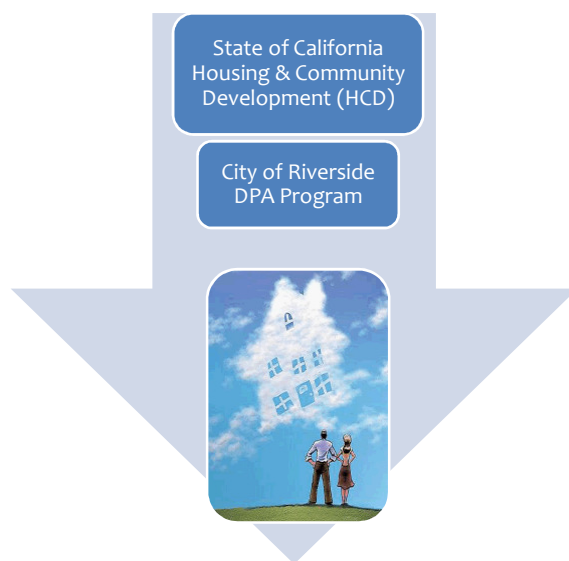 State of California
Housing & Community
Development (HCD)
City of Riverside
DPA Program